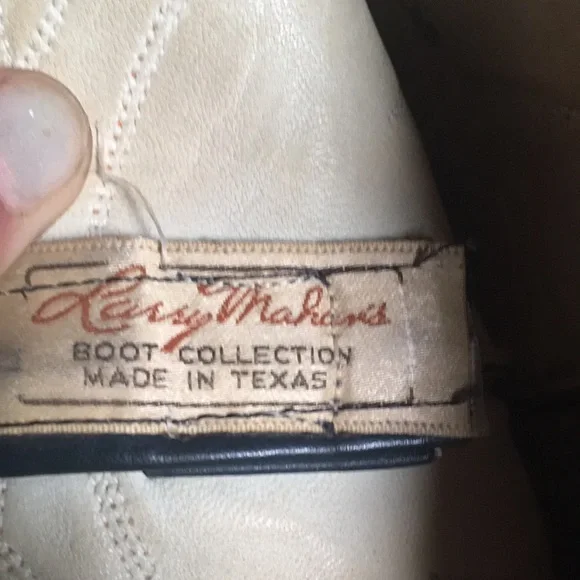 Larry Mahan's
BOOT COLLECTION
MADE IN TEXAS